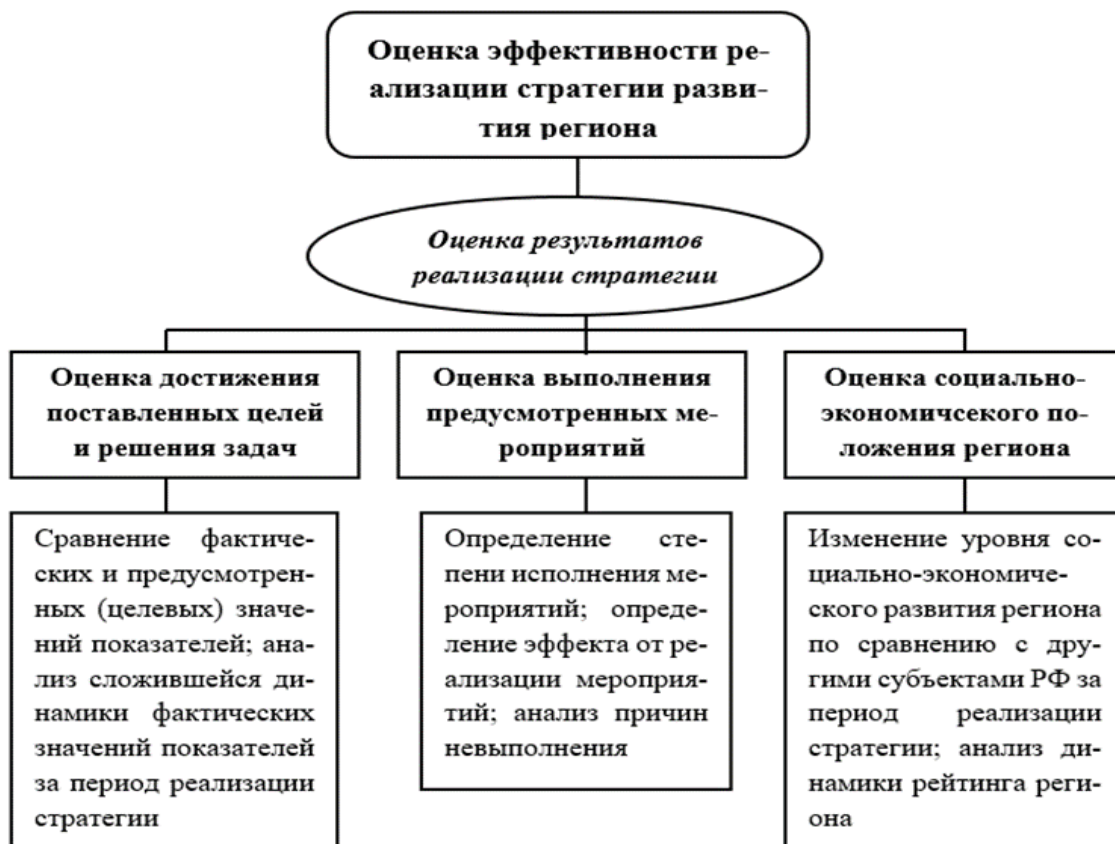 Оценка эффективности ре-
ализации стратегии разви-
тия региона
Оценка результатов
реализации стратегии
Оценка достижения
поставленных целей
и решения задач
Оценка выполнения
предусмотренных ме-
роприятий
Оценка социально-
экономичсекого по-
ложения региона
Сравнение фактиче-
ских и предусмотрен-
ных (целевых) значе-
ний показателей; ана-
лиз сложившейся ди-
намики фактических
значений показателей
за период реализации
стратегии
Определение сте-
пени исполнения ме-
роприятий; опреде-
ление эффекта от ре-
ализации мероприя-
тий; анализ причин
невыполнения
Изменение уровня со-
циально-экономиче-
ского развития региона
по сравнению с дру-
гими субъектами РФ за
период реализации
стратегии; анализ ди-
намики рейтинга реги-
она